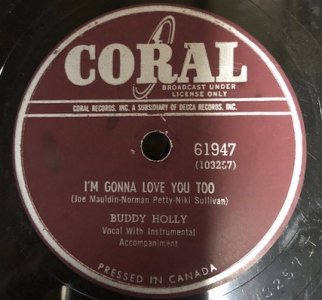 CORAL
BROADCAST UNDER
LICENSE ONLY
CORAL RECORDS, INC. A SUBSIDIARY OF DECCA RECORDS, INC.
61947
(103257)
I'M GONNA LOVE YOU TOO
(Joe Mauldin-Norman Petty-Niki Sullivan)
BUDDY HOLLY
Vocal With Instrumental
Accompaniment
PRESSED IN CANADA